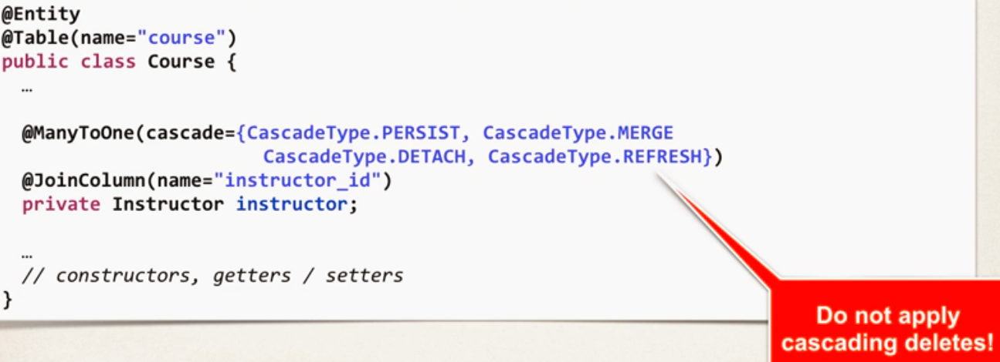 @Entity
@Table(name="course")
public class Course {
…
@ManyToOne(cascade={CascadeType.PERSIST, CascadeType.MERGE
CascadeType.DETACH, CascadeType.REFRESH})
@JoinColumn(name="instructor_id")
private Instructor instructor;
…
// constructors, getters / setters
}
Do not apply
cascading deletes!